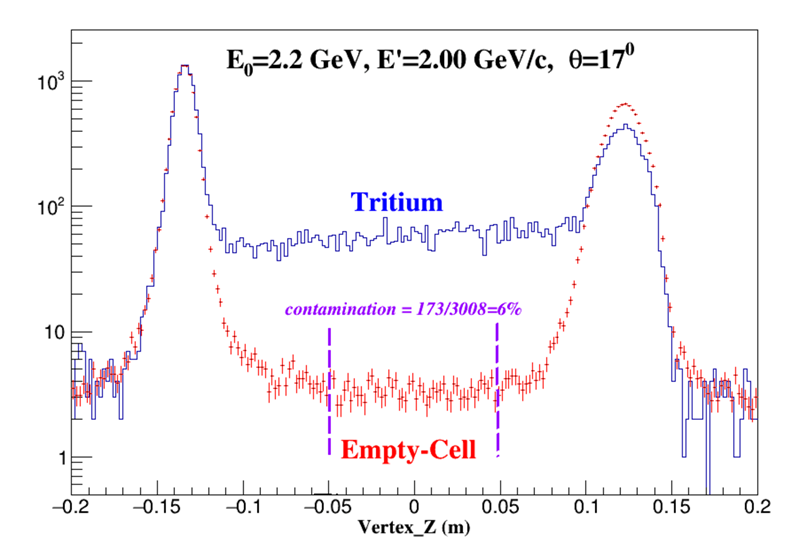 E₀=2.2 GeV, E'=2.00 GeV/c, θ=17⁰
10³
Tritium
10²
contamination = 173/3008=6%
10
Empty-Cell
1
−0.2 −0.15 −0.1 −0.05 0 0.05 0.1 0.15 0.2
Vertex_Z (m)